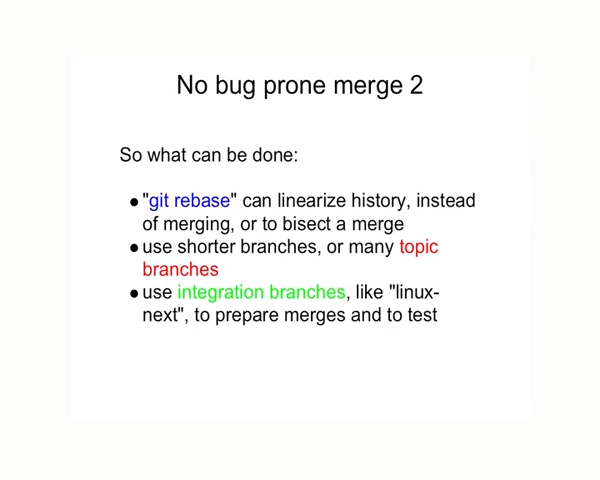 No bug prone merge 2
So what can be done:
● "git rebase" can linearize history, instead
of merging, or to bisect a merge
● use shorter branches, or many topic
branches
● use integration branches, like "linux-
next", to prepare merges and to test